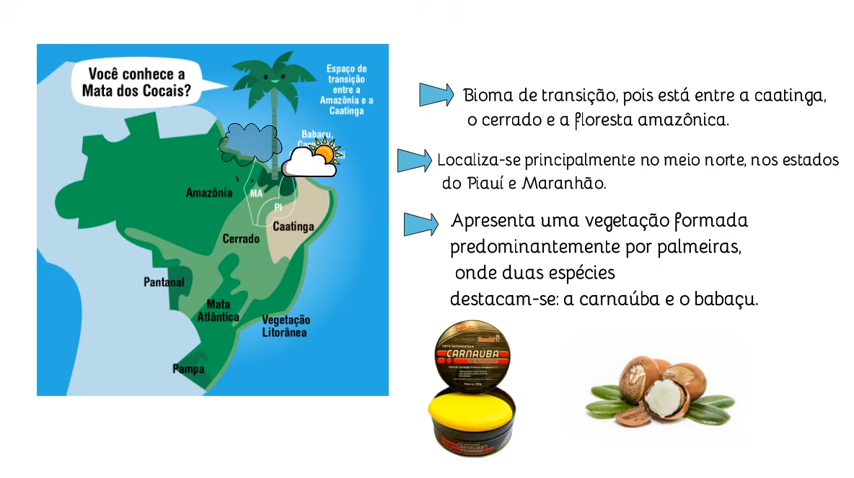 Você conhece a
Mata dos Cocais?
Espaço de
transição
entre a
Amazônia e a
Caatinga
Babaçu,
Amazônia
MA
PI
Caatinga
Cerrado
Pantanal
Mata
Atlântica
Vegetação
Litorânea
Pampa
Bioma de transição, pois está entre a caatinga,
o cerrado e a floresta amazônica.
Localiza-se principalmente no meio norte, nos estados
do Piauí e Maranhão.
Apresenta uma vegetação formada
predominantemente por palmeiras,
onde duas espécies
destacam-se: a carnaúba e o babaçu.
CARNAUBA